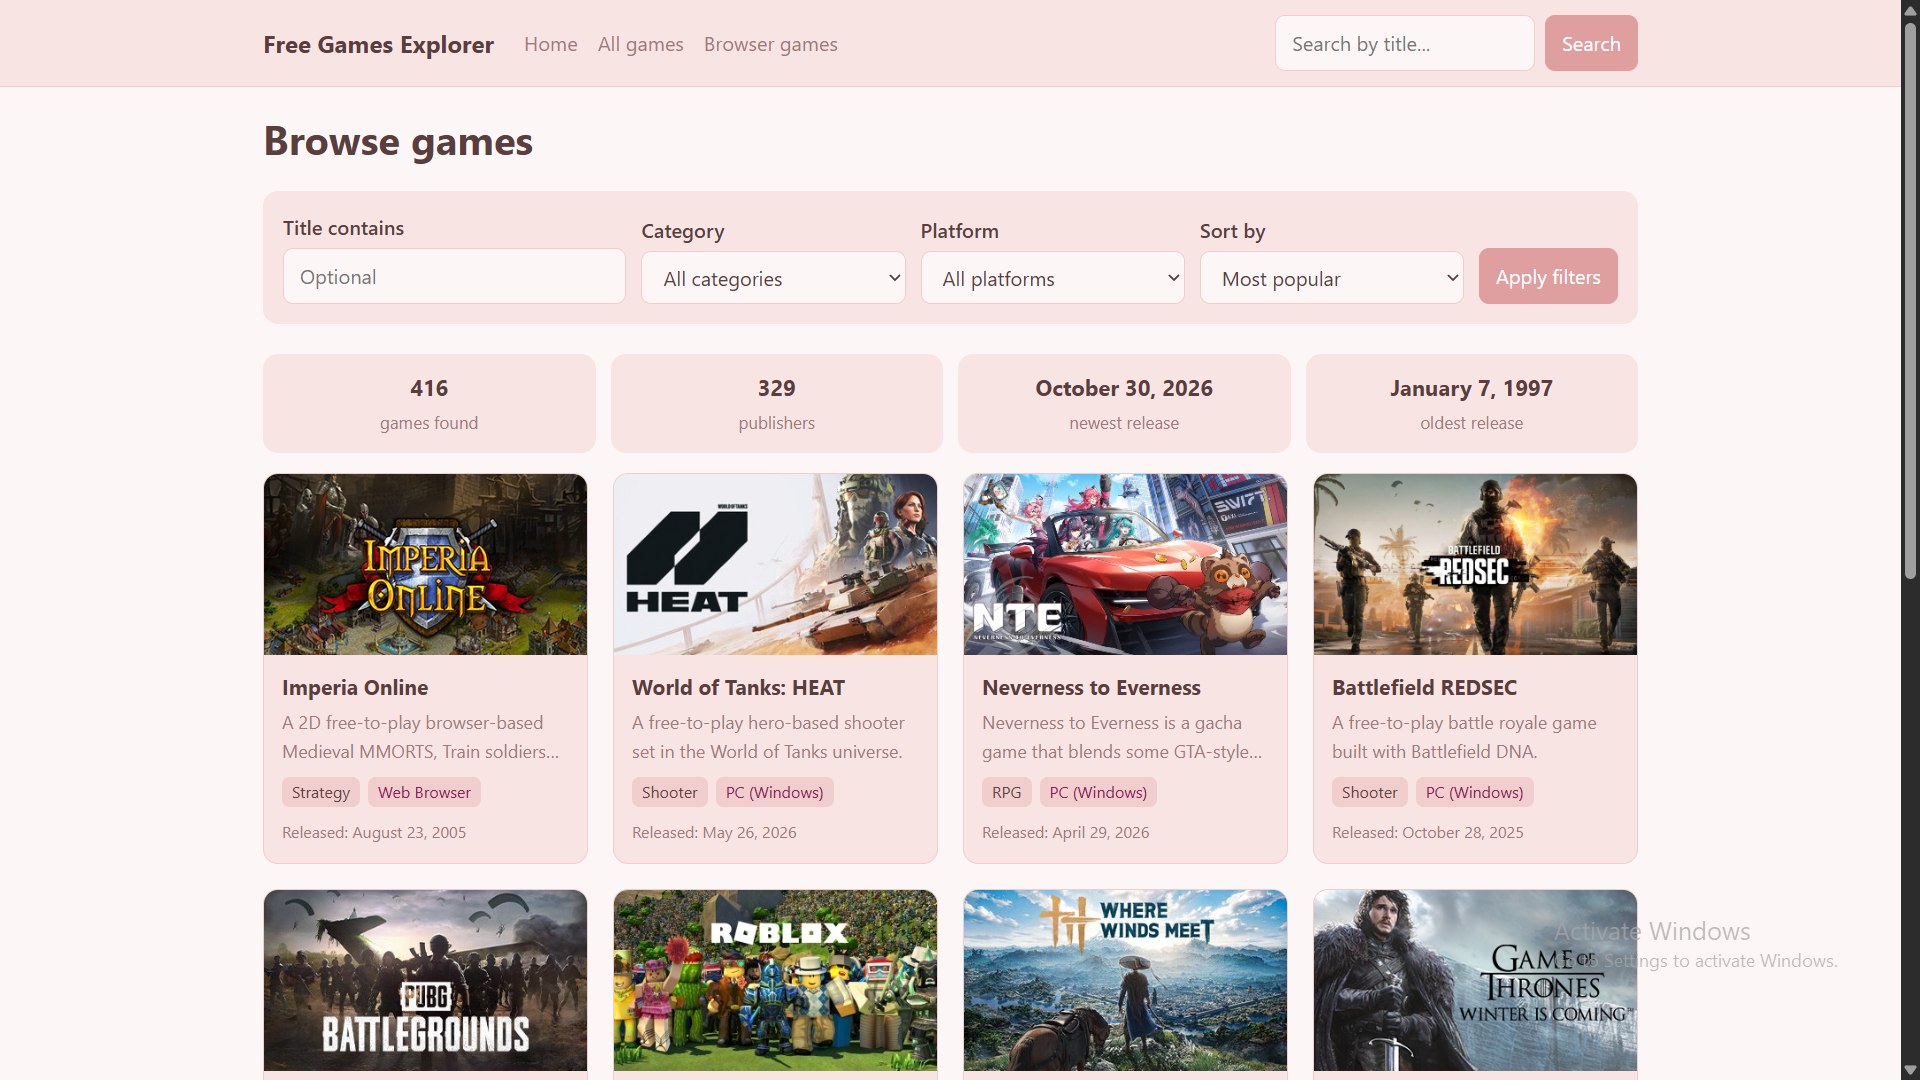 Free Games Explorer
Home
All games
Browser games
Search by title...
Search
Browse games
Title contains
Category
Platform
Sort by
Optional
All categories
All platforms
Most popular
Apply filters
416
games found
329
publishers
October 30, 2026
newest release
January 7, 1997
oldest release
IMPERIA
ONLINE
WORLD OF TANKS
HEAT
SWIFT
TAXI
NTE
NEVERNESS TO EVERNESS
BATTLEFIELD
REDSEC
Imperia Online
A 2D free-to-play browser-based
Medieval MMORTS, Train soldiers...
Strategy
Web Browser
Released: August 23, 2005
World of Tanks: HEAT
A free-to-play hero-based shooter
set in the World of Tanks universe.
Shooter
PC (Windows)
Released: May 26, 2026
Neverness to Everness
Neverness to Everness is a gacha
game that blends some GTA-style...
RPG
PC (Windows)
Released: April 29, 2026
Battlefield REDSEC
A free-to-play battle royale game
built with Battlefield DNA.
Shooter
PC (Windows)
Released: October 28, 2025
PUBG
BATTLEGROUNDS
ROBLOX
WHERE
WINDS MEET
GAME OF
THRONES
WINTER IS COMING
Activate Windows
Go to Settings to activate Windows.